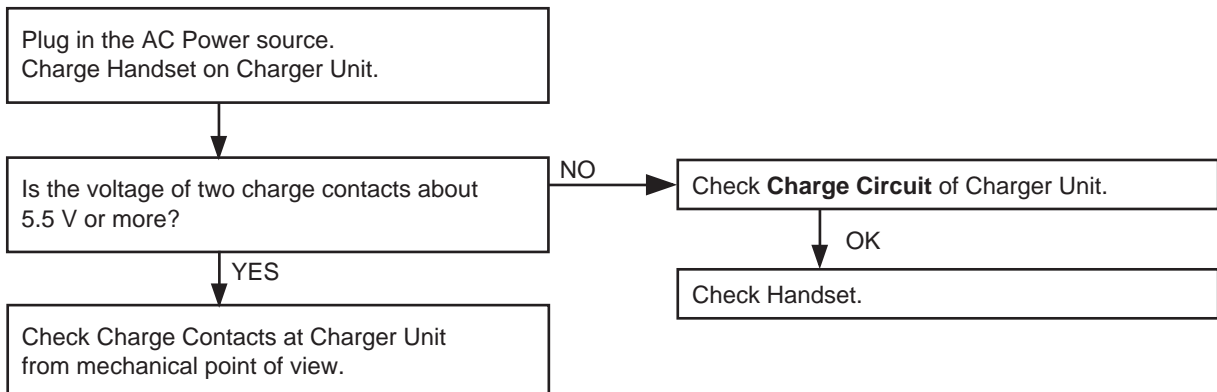 Plug in the AC Power source.
Charge Handset on Charger Unit.
Is the voltage of two charge contacts about
5.5 V or more?
NO
Check Charge Circuit of Charger Unit.
OK
Check Handset.
YES
Check Charge Contacts at Charger Unit
from mechanical point of view.